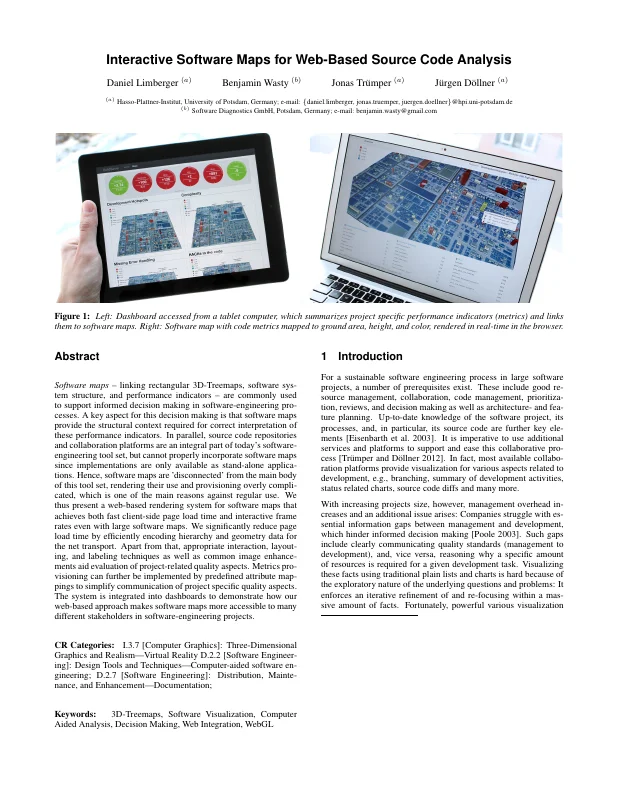 Interactive Software Maps for Web-Based Source Code Analysis
Daniel Limberger (a) Benjamin Wasty (b) Jonas Trümper (a) Jürgen Döllner (a)
(a) Hasso-Plattner-Institut, University of Potsdam, Germany; e-mail: {daniel.limberger, jonas.truemper, juergen.doellner}@hpi.uni-potsdam.de
(b) Software Diagnostics GmbH, Potsdam, Germany; e-mail: benjamin.wasty@gmail.com
Development Hotspots
Complexity
Missing Error Handling
Figure 1: Left: Dashboard accessed from a tablet computer, which summarizes project specific performance indicators (metrics) and links
them to software maps. Right: Software map with code metrics mapped to ground area, height, and color, rendered in real-time in the browser.
Abstract
Software maps – linking rectangular 3D-Treemaps, software sys-
tem structure, and performance indicators – are commonly used
to support informed decision making in software-engineering pro-
cesses. A key aspect for this decision making is that software maps
provide the structural context required for correct interpretation of
these performance indicators. In parallel, source code repositories
and collaboration platforms are an integral part of today's software-
engineering tool set, but cannot properly incorporate software maps
since implementations are only available as stand-alone applica-
tions. Hence, software maps are 'disconnected' from the main body
of this tool set, rendering their use and provisioning overly compli-
cated, which is one of the main reasons against regular use. We
thus present a web-based rendering system for software maps that
achieves both fast client-side page load time and interactive frame
rates even with large software maps. We significantly reduce page
load time by efficiently encoding hierarchy and geometry data for
the net transport. Apart from that, appropriate interaction, layout-
ing, and labeling techniques as well as common image enhance-
ments aid evaluation of project-related quality aspects. Metrics pro-
visioning can further be implemented by predefined attribute map-
pings to simplify communication of project specific quality aspects.
The system is integrated into dashboards to demonstrate how our
web-based approach makes software maps more accessible to many
different stakeholders in software-engineering projects.
CR Categories: I.3.7 [Computer Graphics]: Three-Dimensional
Graphics and Realism—Virtual Reality D.2.2 [Software Engineer-
ing]: Design Tools and Techniques—Computer-aided software en-
gineering; D.2.7 [Software Engineering]: Distribution, Mainte-
nance, and Enhancement—Documentation;
Keywords: 3D-Treemaps, Software Visualization, Computer
Aided Analysis, Decision Making, Web Integration, WebGL
1 Introduction
For a sustainable software engineering process in large software
projects, a number of prerequisites exist. These include good re-
source management, collaboration, code management, prioritiza-
tion, reviews, and decision making as well as architecture- and fea-
ture planning. Up-to-date knowledge of the software project, its
processes, and, in particular, its source code are further key ele-
ments [Eisenbarth et al. 2003]. It is imperative to use additional
services and platforms to support and ease this collaborative pro-
cess [Trümper and Döllner 2012]. In fact, most available collabo-
ration platforms provide visualization for various aspects related to
development, e.g., branching, summary of development activities,
status related charts, source code diffs and many more.
With increasing projects size, however, management overhead in-
creases and an additional issue arises: Companies struggle with es-
sential information gaps between management and development,
which hinder informed decision making [Poole 2003]. Such gaps
include clearly communicating quality standards (management to
development), and, vice versa, reasoning why a specific amount
of resources is required for a given development task. Visualizing
these facts using traditional plain lists and charts is hard because of
the exploratory nature of the underlying questions and problems: It
enforces an iterative refinement of and re-focusing within a mas-
sive amount of facts. Fortunately, powerful various visualization